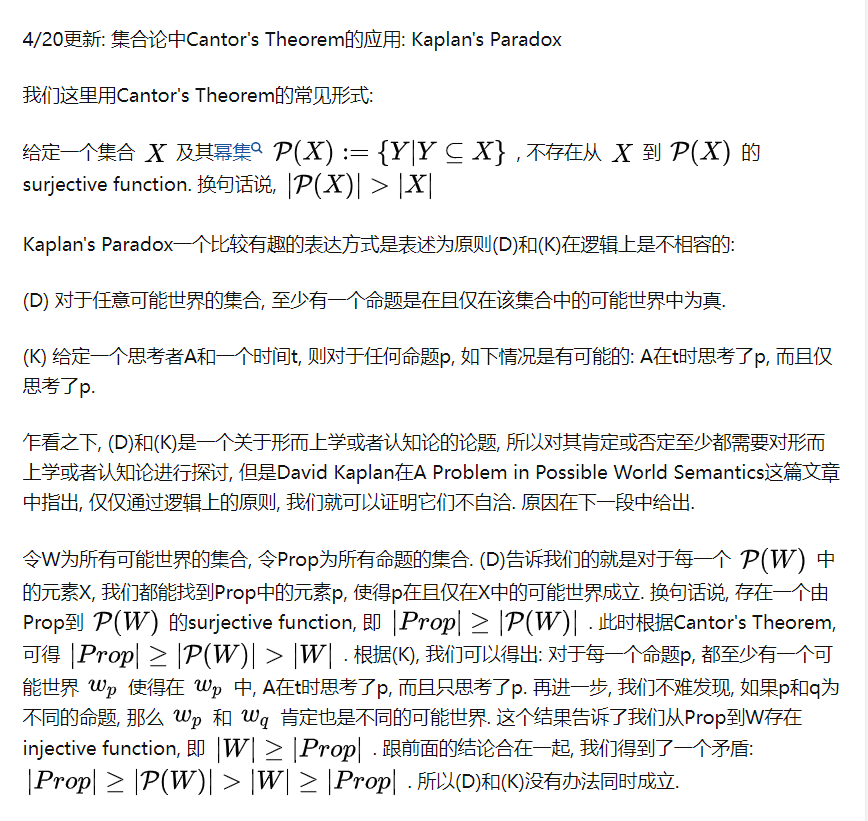 4/20更新: 集合论中Cantor's Theorem的应用: Kaplan's Paradox
我们这里用Cantor's Theorem的常见形式:
给定一个集合 X 及其幂集 𝒫(X) := {Y|Y ⊆ X} , 不存在从 X 到 𝒫(X) 的
surjective function. 换句话说, |𝒫(X)| > |X|
Kaplan's Paradox一个比较有趣的表达方式是表述为原则(D)和(K)在逻辑上是不相容的:
(D) 对于任意可能世界的集合, 至少有一个命题是在且仅在该集合中的可能世界中为真.
(K) 给定一个思考者A和一个时间t, 则对于任何命题p, 如下情况是有可能的: A在t时思考了p, 而且仅
思考了p.
乍看之下, (D)和(K)是一个关于形而上学或者认知论的论题, 所以对其肯定或否定至少都需要对形而
上学或者认知论进行探讨, 但是David Kaplan在A Problem in Possible World Semantics这篇文章
中指出, 仅仅通过逻辑上的原则, 我们就可以证明它们不自洽. 原因在下一段中给出.
令W为所有可能世界的集合, 令Prop为所有命题的集合. (D)告诉我们的就是对于每一个 𝒫(W) 中
的元素X, 我们都能找到Prop中的元素p, 使得p在且仅在X中的可能世界成立. 换句话说, 存在一个由
Prop到 𝒫(W) 的surjective function, 即 |Prop| ≥ |𝒫(W)| . 此时根据Cantor's Theorem,
可得 |Prop| ≥ |𝒫(W)| > |W| . 根据(K), 我们可以得出: 对于每一个命题p, 都至少有一个可
能世界 w_p 使得在 w_p 中, A在t时思考了p, 而且只思考了p. 再进一步, 我们不难发现, 如果p和q为
不同的命题, 那么 w_p 和 w_q 肯定也是不同的可能世界. 这个结果告诉了我们从Prop到W存在
injective function, 即 |W| ≥ |Prop| . 跟前面的结论合在一起, 我们得到了一个矛盾:
|Prop| ≥ |𝒫(W)| > |W| ≥ |Prop| . 所以(D)和(K)没有办法同时成立.